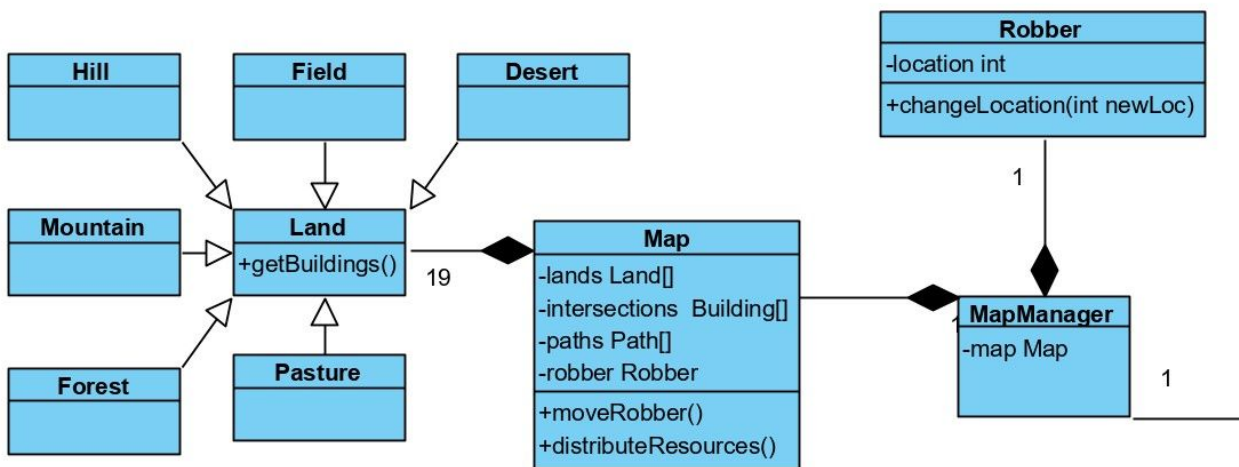 Robber
-location int
+changeLocation(int newLoc)
Hill
Field
Desert
1
Mountain
Land
+getBuildings()
19
Map
-lands Land[]
-intersections Building[]
-paths Path[]
-robber Robber
+moveRobber()
+distributeResources()
MapManager
-map Map
1
Forest
Pasture